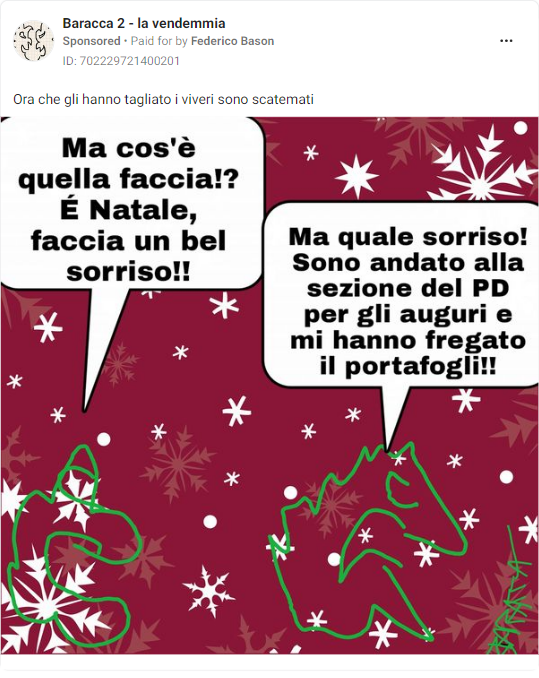 Baracca 2 - la vendemmia
Sponsored • Paid for by Federico Bason
ID: 702229721400201
Ora che gli hanno tagliato i viveri sono scatemati
Ma cos'è
quella faccia!?
É Natale,
faccia un bel
sorriso!!
Ma quale sorriso!
Sono andato alla
sezione del PD
per gli auguri e
mi hanno fregato
il portafogli!!